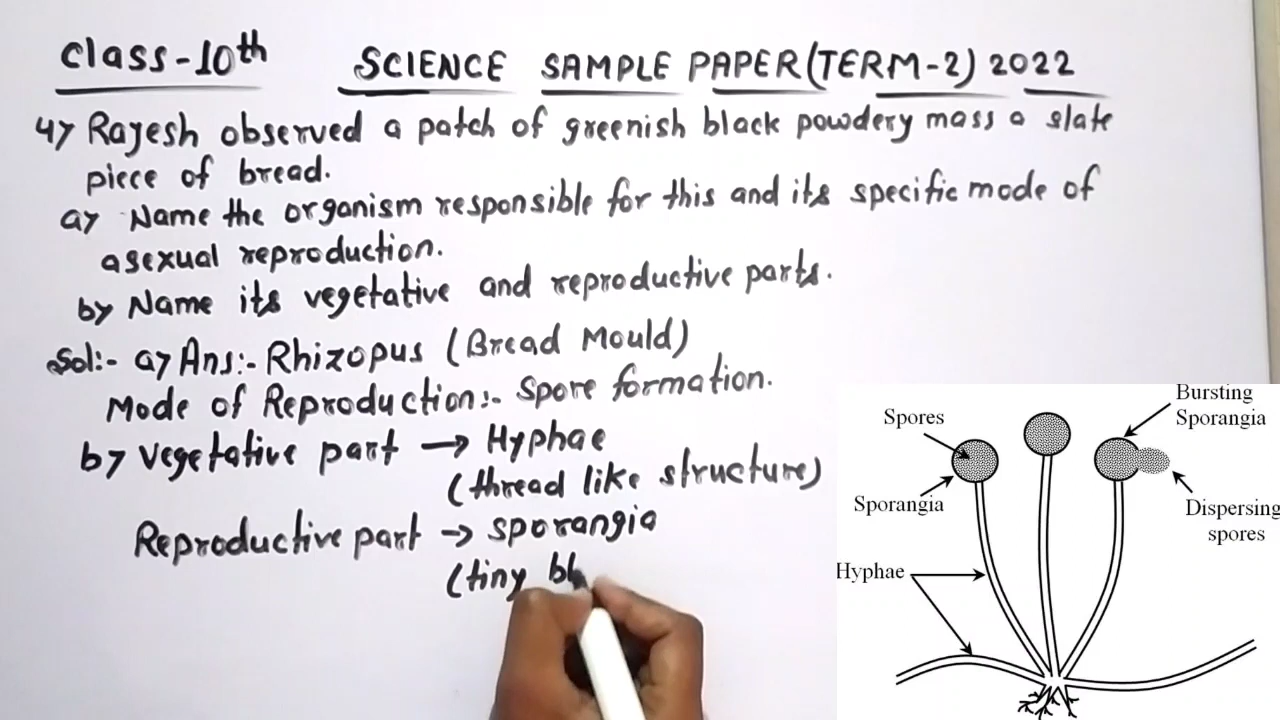 Class-10th SCIENCE SAMPLE PAPER (TERM-2) 2022
4) Rajesh observed a patch of greenish black powdery mass a slate
piece of bread.
a) Name the organism responsible for this and its specific mode of
asexual reproduction.
b) Name its vegetative and reproductive parts.
Sol:- a) Ans:- Rhizopus (Bread Mould)
Mode of Reproduction:- Spore formation.
b) Vegetative part → Hyphae
(thread like structure)
Reproductive part → sporangia
(tiny bl
Bursting
Sporangia
Spores
Sporangia
Dispersing
spores
Hyphae